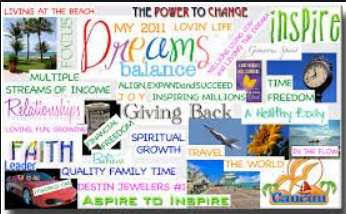 LIVING AT THE BEACH.
THE POWER TO CHANGE
FOCUS
MY 2011
LOVIN' LIFE
inspire
Dreams
balance
Generous Spirit
MULTIPLE
STREAMS OF INCOME
ALIGN, EXPAND and SUCCEED
JOY
INSPIRING MILLIONS
TIME
FREEDOM
Relationships
Giving Back
A Healthy Body
LOVING, FUN, GROWING
FINANCIAL
FREEDOM
SPIRITUAL
GROWTH
FAITH
TRAVEL
IN THE FLOW
Leader
THE WORLD
QUALITY FAMILY TIME
DESTIN JEWELERS #1
Cancun
ASPIRE TO INSPIRE